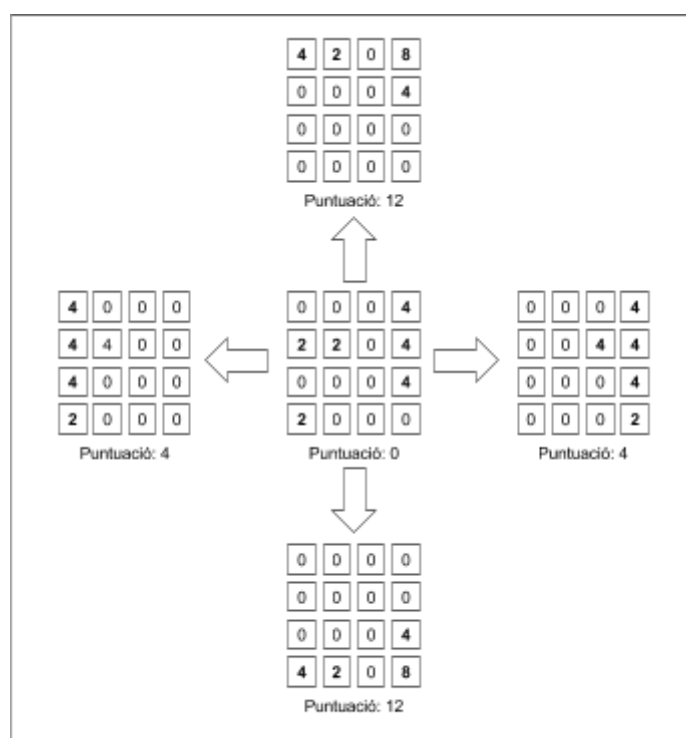 4 2 0 8
0 0 0 4
0 0 0 0
0 0 0 0
Puntuació: 12
4 0 0 0
4 4 0 0
4 0 0 0
2 0 0 0
Puntuació: 4
0 0 0 4
2 2 0 4
0 0 0 4
2 0 0 0
Puntuació: 0
0 0 0 4
0 0 4 4
0 0 0 4
0 0 0 2
Puntuació: 4
0 0 0 0
0 0 0 0
0 0 0 4
4 2 0 8
Puntuació: 12